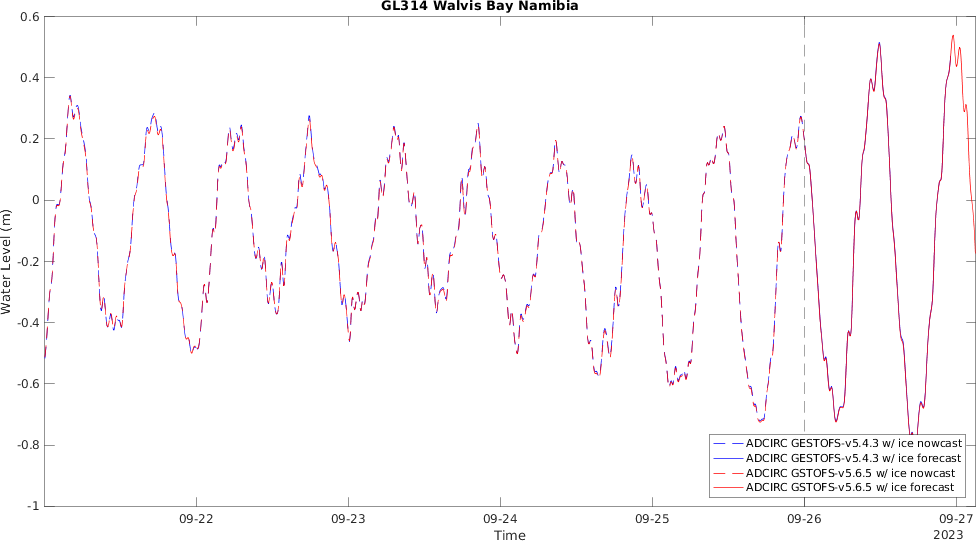 GL314 Walvis Bay Namibia
0.6
0.4
0.2
0
-0.2
-0.4
-0.6
-0.8
-1
Water Level (m)
ADCIRC GESTOFS-v5.4.3 w/ ice nowcast
ADCIRC GESTOFS-v5.4.3 w/ ice forecast
ADCIRC GSTOFS-v5.6.5 w/ ice nowcast
ADCIRC GSTOFS-v5.6.5 w/ ice forecast
09-22 09-23 09-24 09-25 09-26 09-27
Time 2023